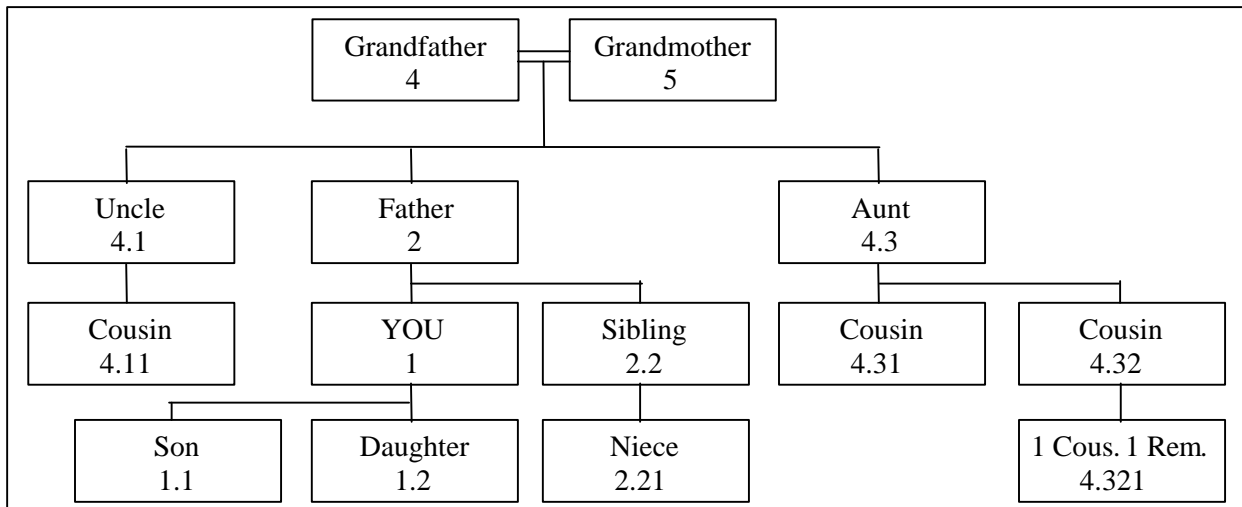 Grandfather
4
Grandmother
5
Uncle
4.1
Father
2
Aunt
4.3
Cousin
4.11
YOU
1
Sibling
2.2
Cousin
4.31
Cousin
4.32
Son
1.1
Daughter
1.2
Niece
2.21
1 Cous. 1 Rem.
4.321